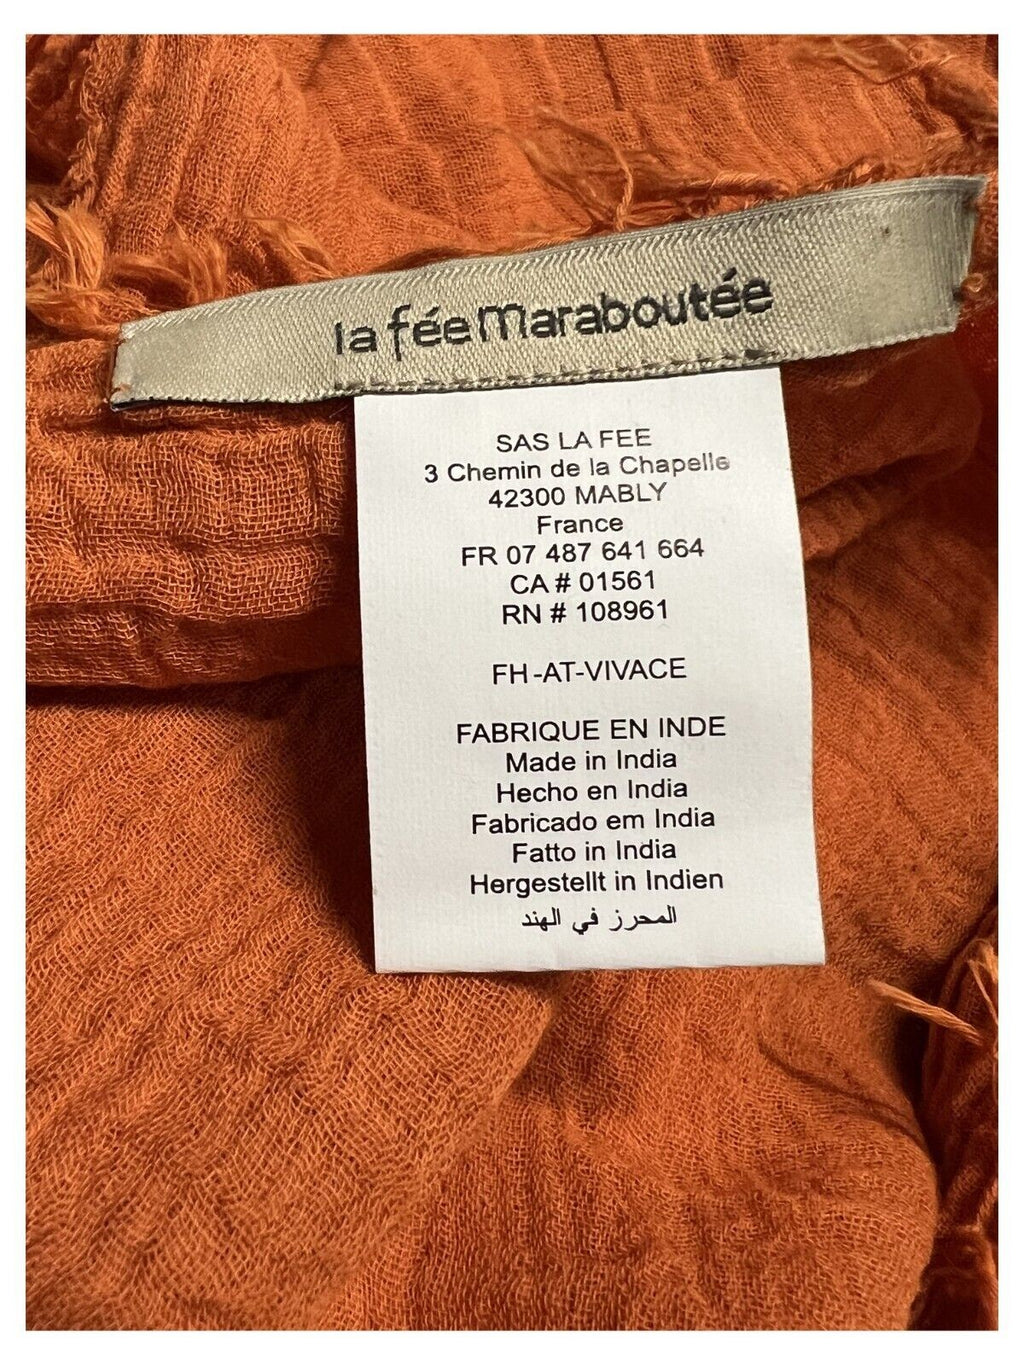 la fée maraboutée
SAS LA FEE
3 Chemin de la Chapelle
42300 MABLY
France
FR 07 487 641 664
CA # 01561
RN # 108961
FH-AT-VIVACE
FABRIQUE EN INDE
Made in India
Hecho en India
Fabricado em India
Fatto in India
Hergestellt in Indien
المحرز في الهند